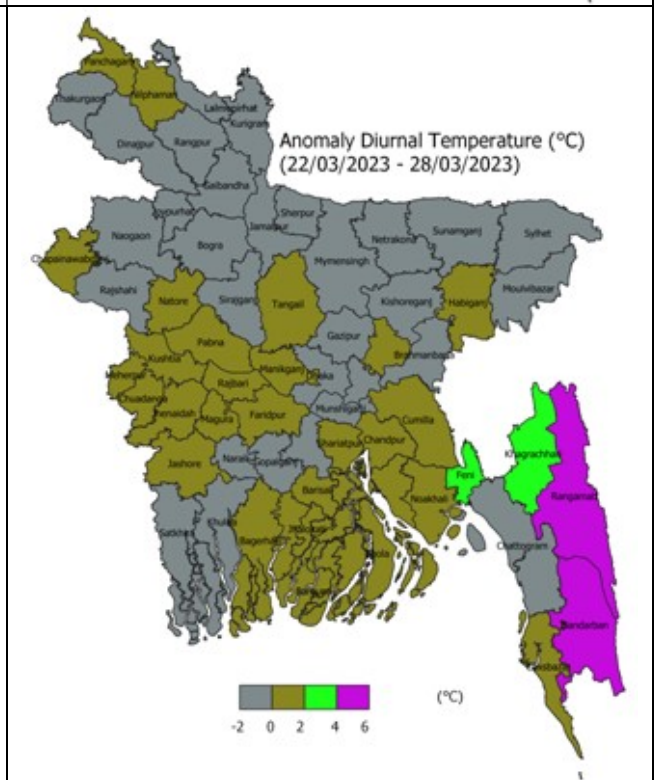 Panchagarh
Nilphamari
Thakurgaon
Lalmonirhat
Kurigram
Dinajpur
Rangpur
Anomaly Diurnal Temperature (°C)
(22/03/2023 - 28/03/2023)
Gaibandha
Joypurhat
Sherpur
Naogaon
Bogra
Jamalpur
Netrakona
Sunamganj
Sylhet
Chapainawabganj
Mymensingh
Rajshahi
Natore
Sirajganj
Tangail
Kishoreganj
Habiganj
Moulvibazar
Gazipur
Pabna
Kushtia
Brahmanbaria
Meherpur
Manikganj
Dhaka
Rajbari
Chuadanga
Jhenaidah
Magura
Faridpur
Munshiganj
Cumilla
Shariatpur
Chandpur
Jashore
Narail
Gopalganj
Feni
Khagrachhari
Barisal
Noakhali
Rangamati
Satkhira
Khulna
Bagerhat
Bhola
Chattogram
Bandarban
(°C)
-2 0 2 4 6